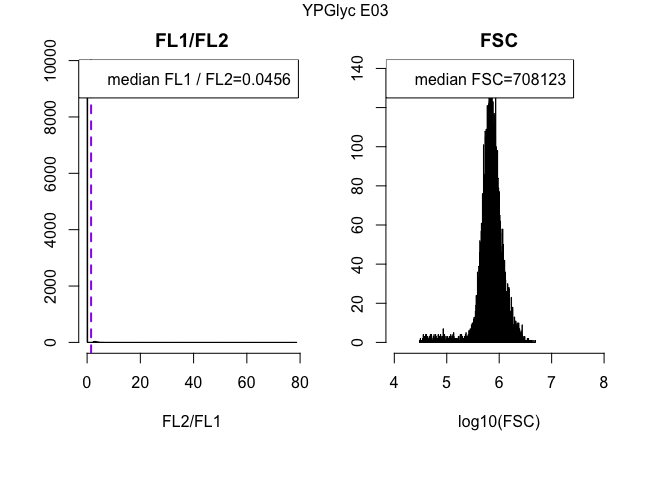 YPGlyc E03
FL1/FL2
median FL1 / FL2=0.0456
0
2000
4000
6000
8000
10000
0 20 40 60 80
FL2/FL1
FSC
median FSC=708123
0
20
40
60
80
100
140
4 5 6 7 8
log10(FSC)